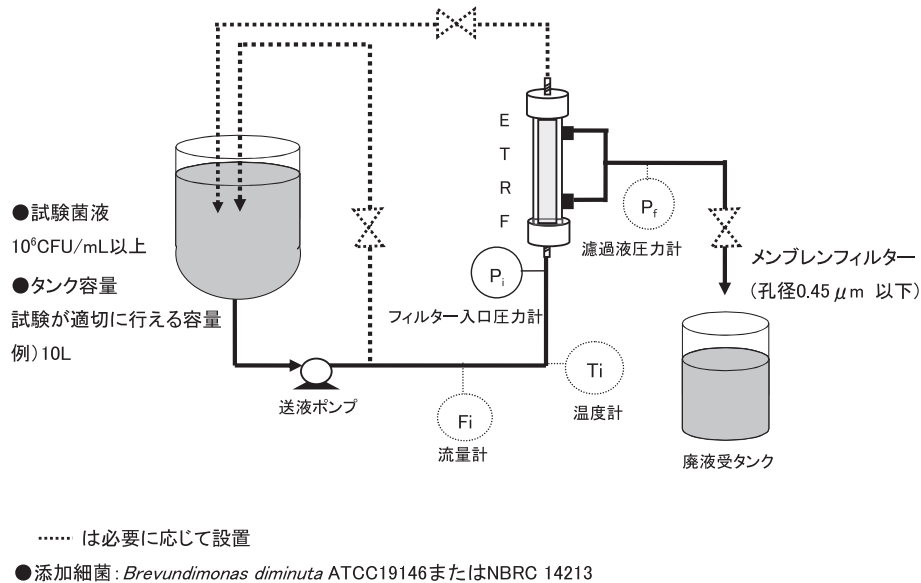 E
T
R
F
Pf
濾過液圧力計
●試験菌液
10⁶CFU/mL以上
●タンク容量
試験が適切に行える容量
例）10L
Pi
フィルター入口圧力計
メンブレンフィルター
(孔径0.45μm 以下)
送液ポンプ
Fi
流量計
Ti
温度計
廃液受タンク
........ は必要に応じて設置
●添加細菌：Brevundimonas diminuta ATCC19146またはNBRC 14213